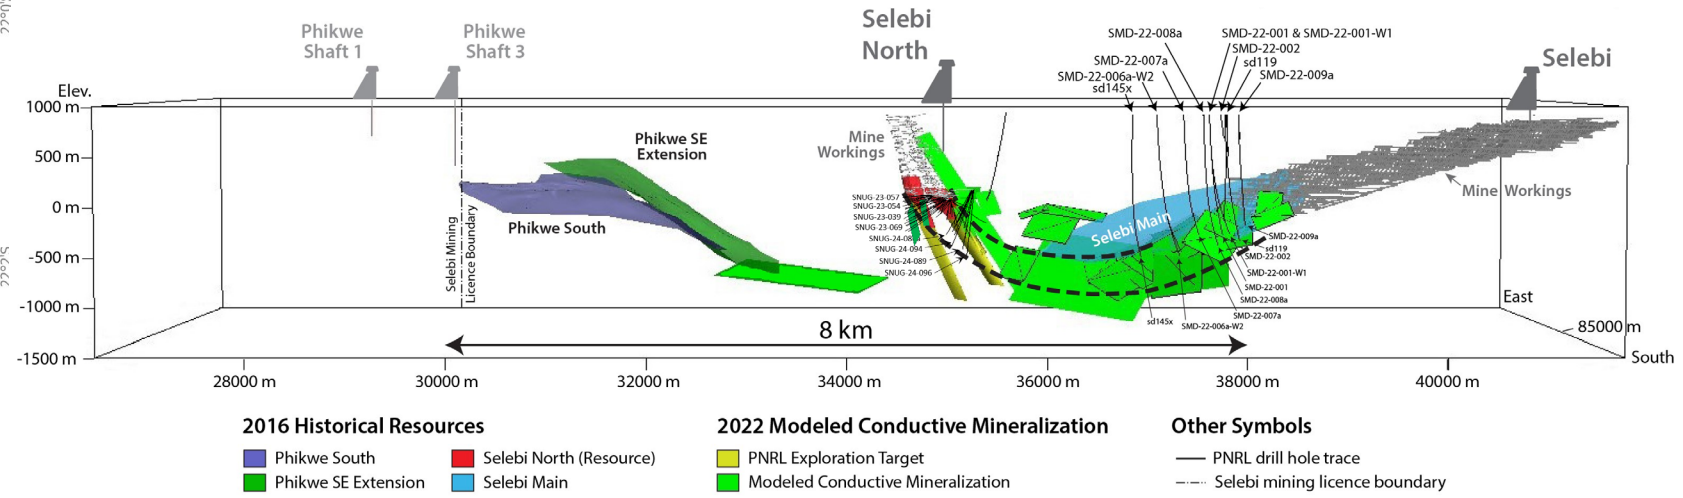 Phikwe
Shaft 1
Phikwe
Shaft 3
Selebi
North
SMD-22-008a
SMD-22-001 & SMD-22-001-W1
SMD-22-002
SMD-22-007a
sd119
SMD-22-006a-W2
SMD-22-009a
sd145x
Selebi
Elev.
1000 m
500 m
0 m
-500 m
-1000 m
-1500 m
Phikwe SE
Extension
Phikwe South
Selebi Mining
Licence Boundary
Mine
Workings
SNUG-23-057
SNUG-23-054
SNUG-23-039
SNUG-23-069
SNUG-24-094
SNUG-24-089
SNUG-24-096
Selebi Main
Mine Workings
SMD-22-009a
sd119
SMD-22-002
SMD-22-001-W1
SMD-22-001
SMD-22-008a
SMD-22-007a
SMD-22-006a-W2
sd145x
East
85000 m
South
8 km
28000 m
30000 m
32000 m
34000 m
36000 m
38000 m
40000 m
2016 Historical Resources
Phikwe South
Selebi North (Resource)
Phikwe SE Extension
Selebi Main
2022 Modeled Conductive Mineralization
PNRL Exploration Target
Modeled Conductive Mineralization
Other Symbols
PNRL drill hole trace
Selebi mining licence boundary